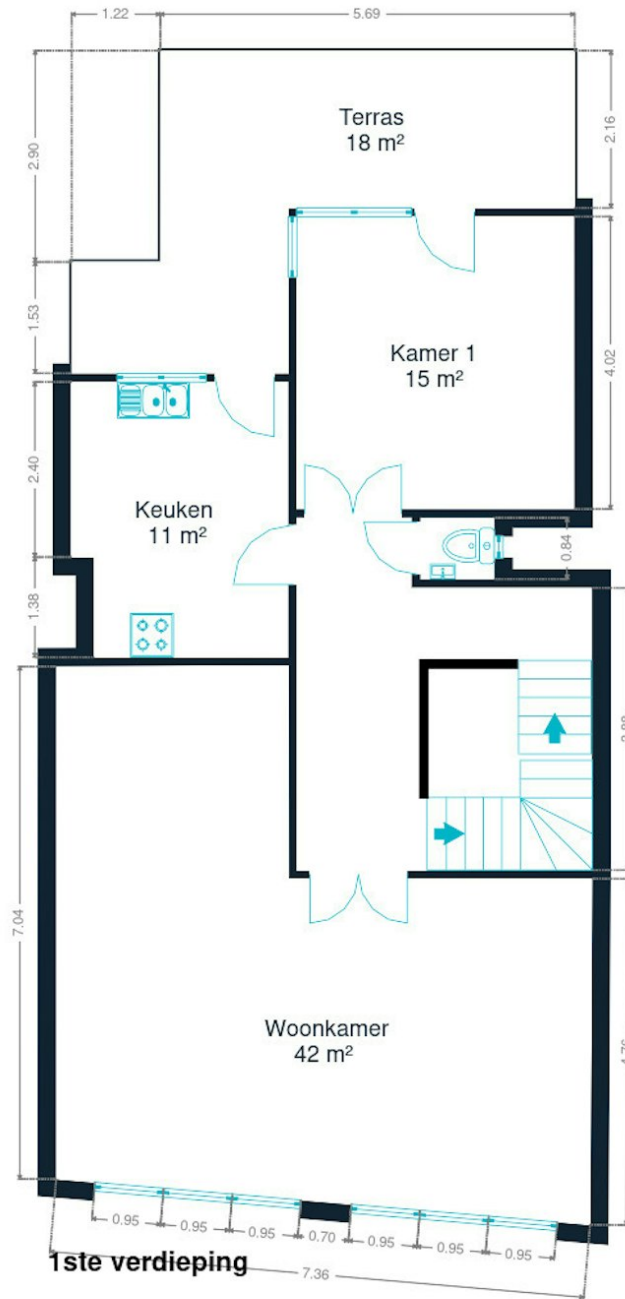 1.22
5.69
Terras
18 m²
2.16
2.90
1.53
Kamer 1
15 m²
4.02
2.40
Keuken
11 m²
0.84
1.38
7.04
Woonkamer
42 m²
0.95
0.95
0.95
0.70
0.95
0.95
0.95
1ste verdieping
7.36